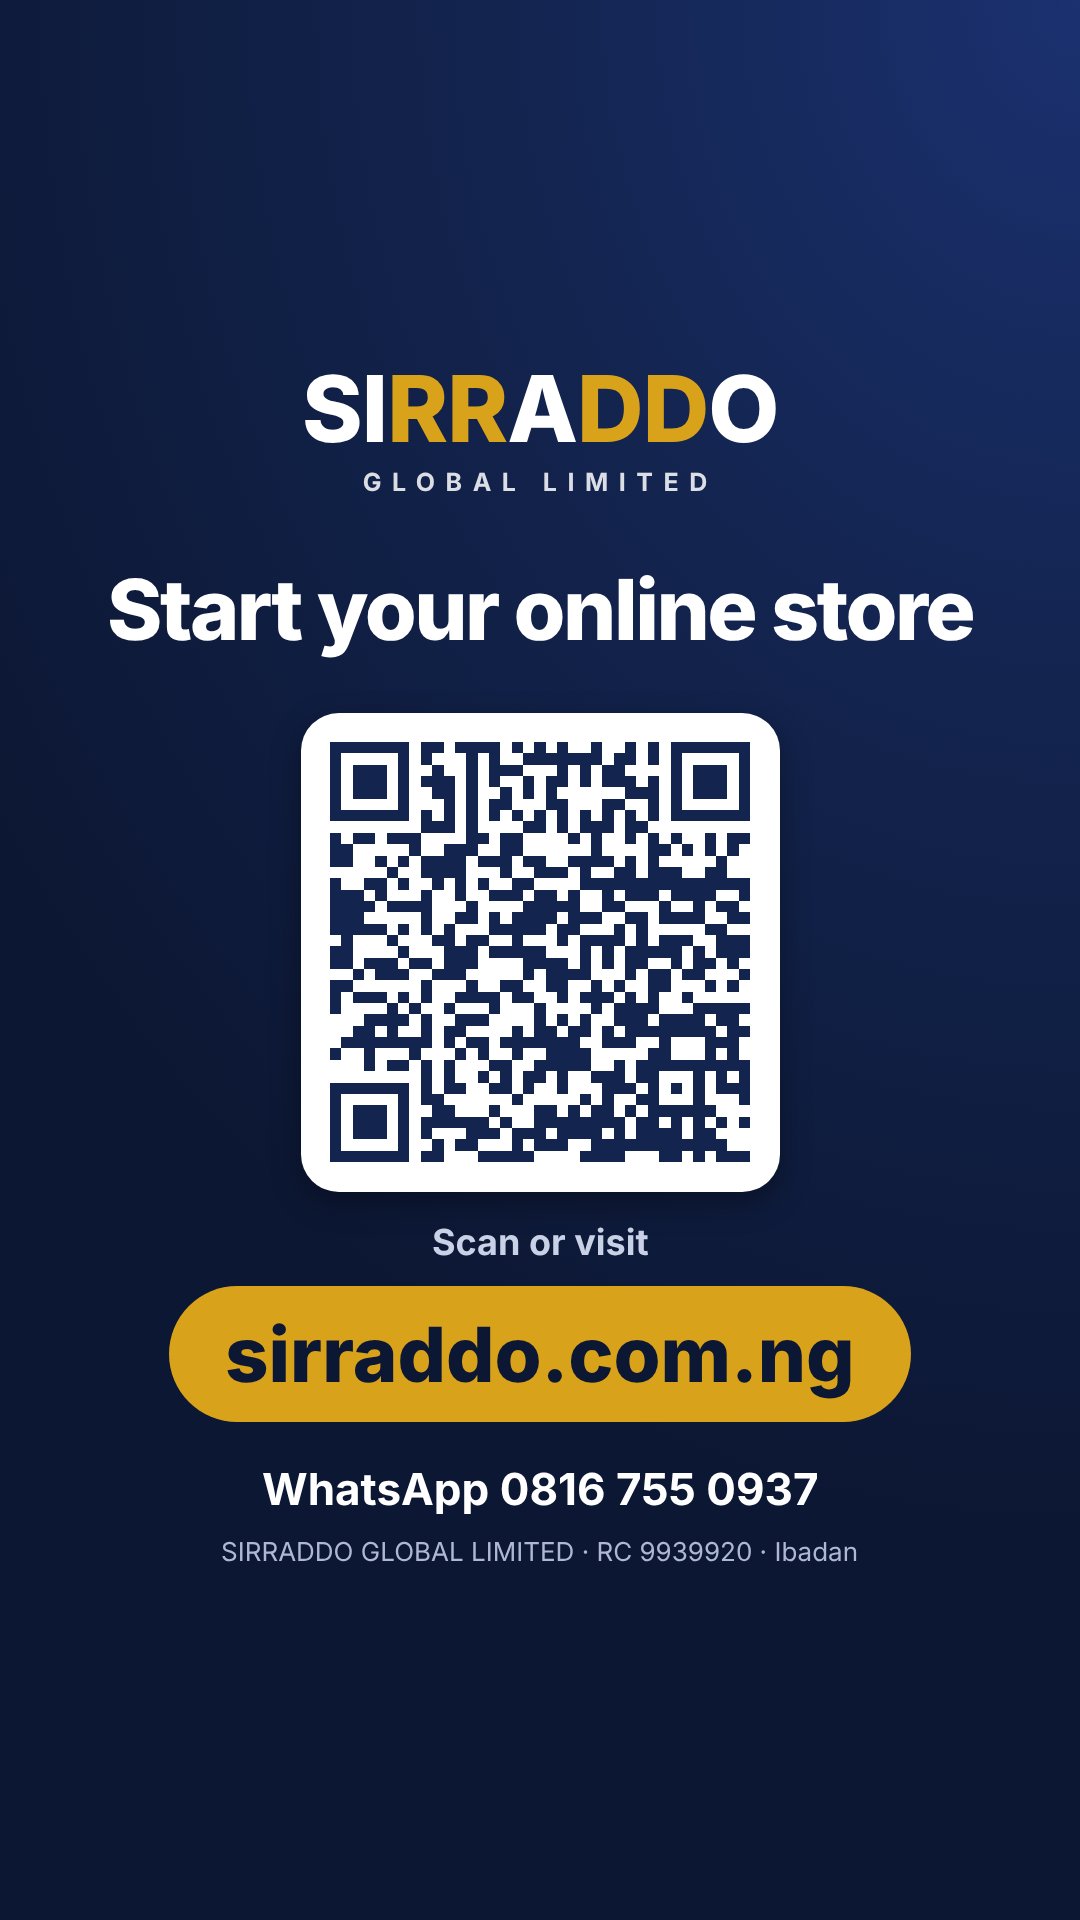 SIRRADDO
GLOBAL LIMITED
Start your online store
Scan or visit
sirraddo.com.ng
WhatsApp 0816 755 0937
SIRRADDO GLOBAL LIMITED · RC 9939920 · Ibadan